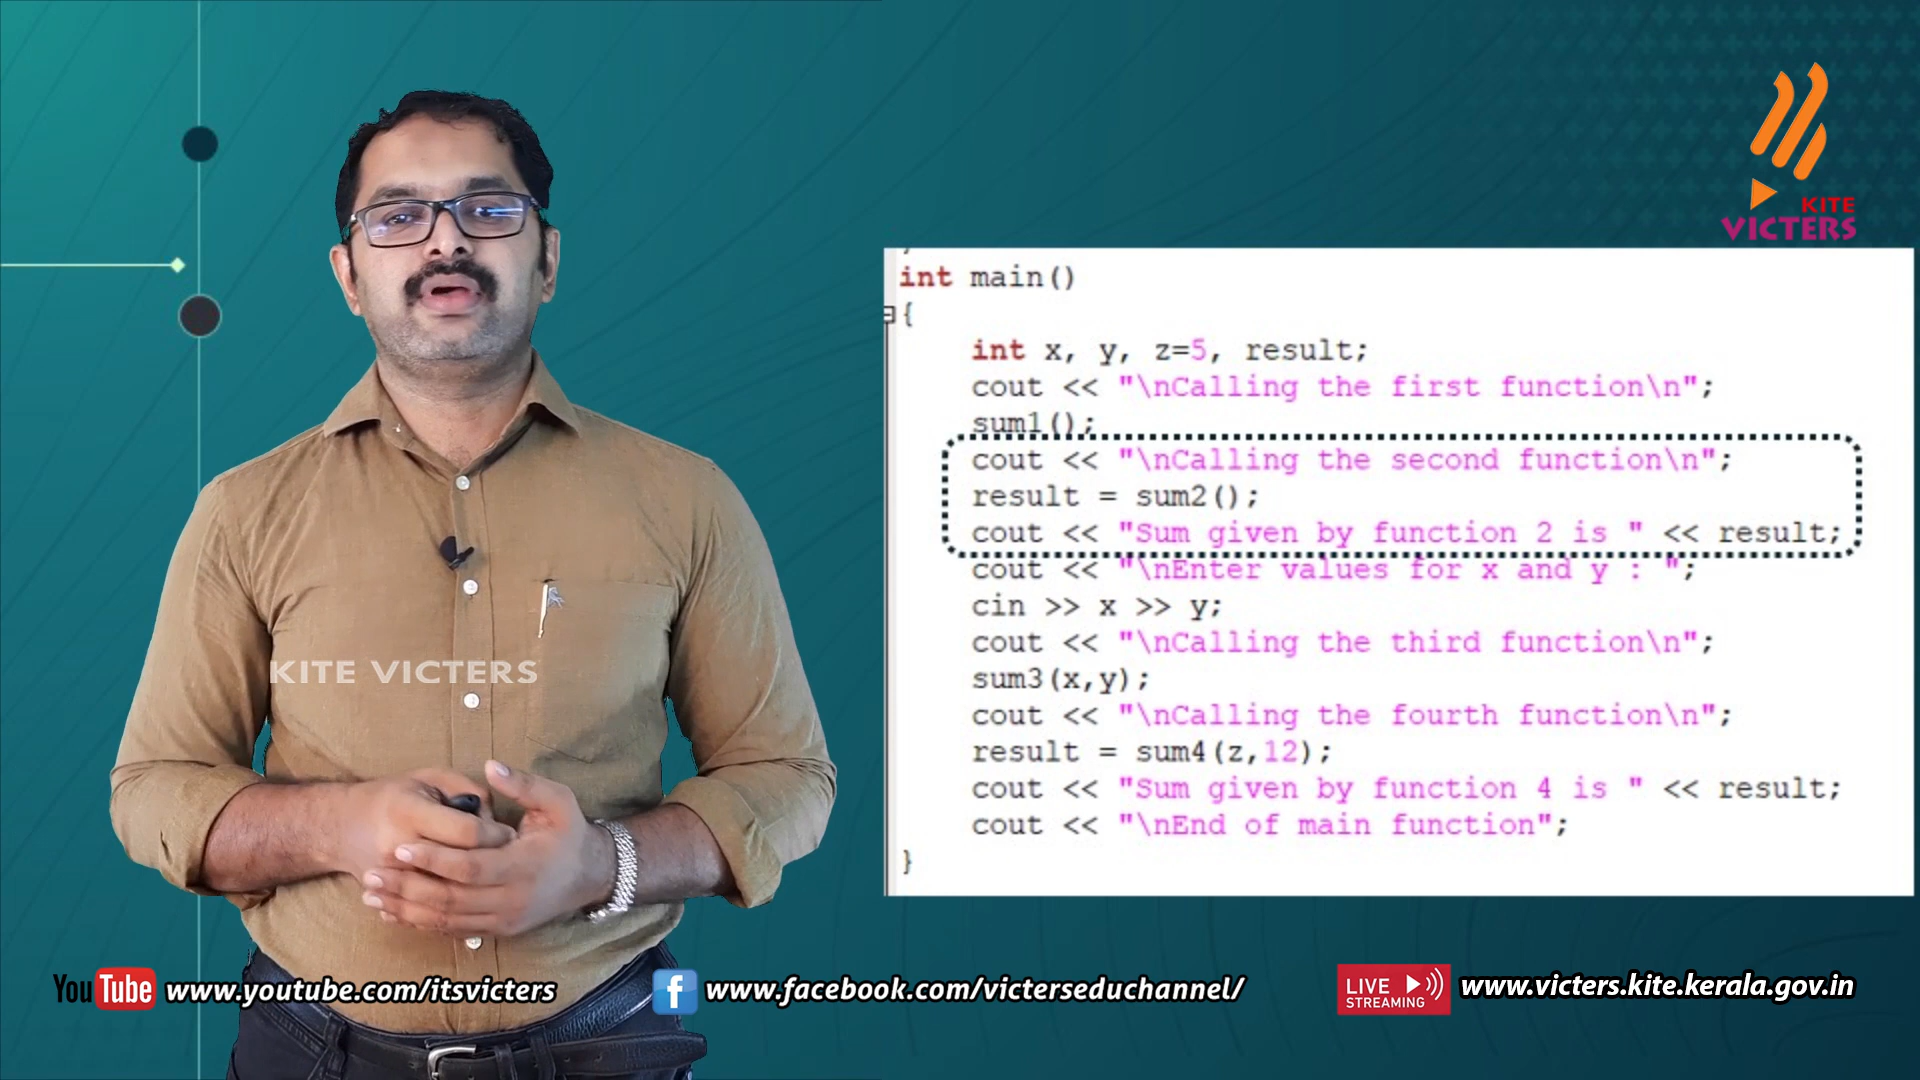 KITE
VICTERS
int main()
{
int x, y, z=5, result;
cout << "\nCalling the first function\n";
sum1();
cout << "\nCalling the second function\n";
result = sum2();
cout << "Sum given by function 2 is " << result;
cout << "\nEnter values for x and y : ";
cin >> x >> y;
cout << "\nCalling the third function\n";
sum3(x,y);
cout << "\nCalling the fourth function\n";
result = sum4(z,12);
cout << "Sum given by function 4 is " << result;
cout << "\nEnd of main function";
}
KITE VICTERS
YouTube www.youtube.com/itsvicters
f www.facebook.com/victerseduchannel/
LIVE STREAMING www.victers.kite.kerala.gov.in